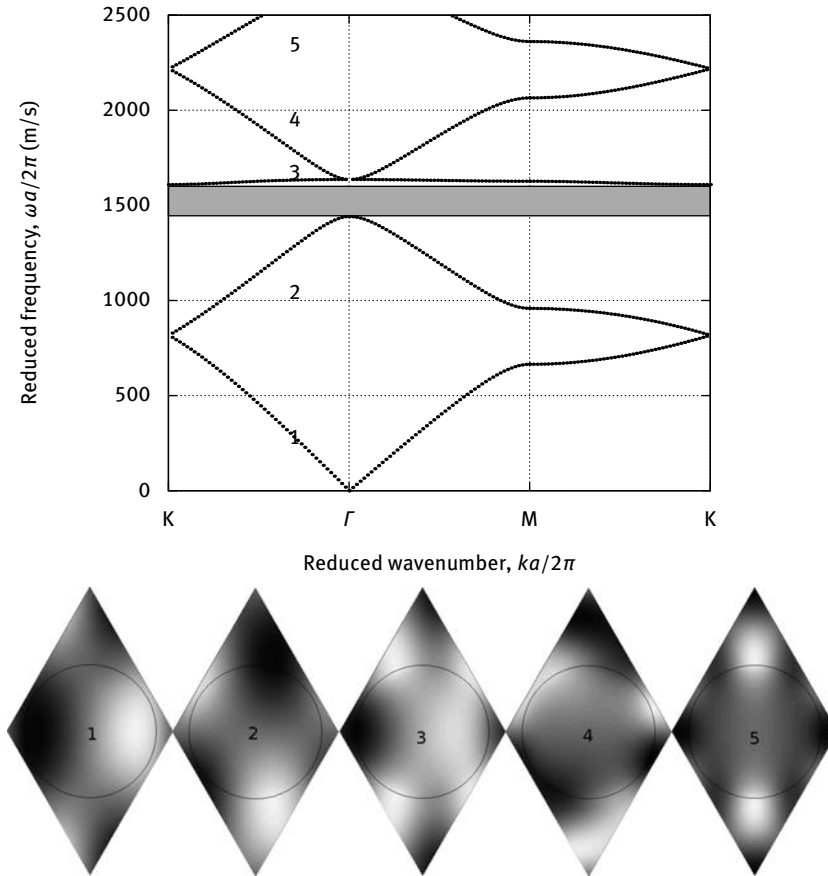 Reduced frequency, ωa/2π (m/s)
2500
2000
1500
1000
500
0
5
4
3
2
1
K Γ M K
Reduced wavenumber, ka/2π
1 2 3 4 5